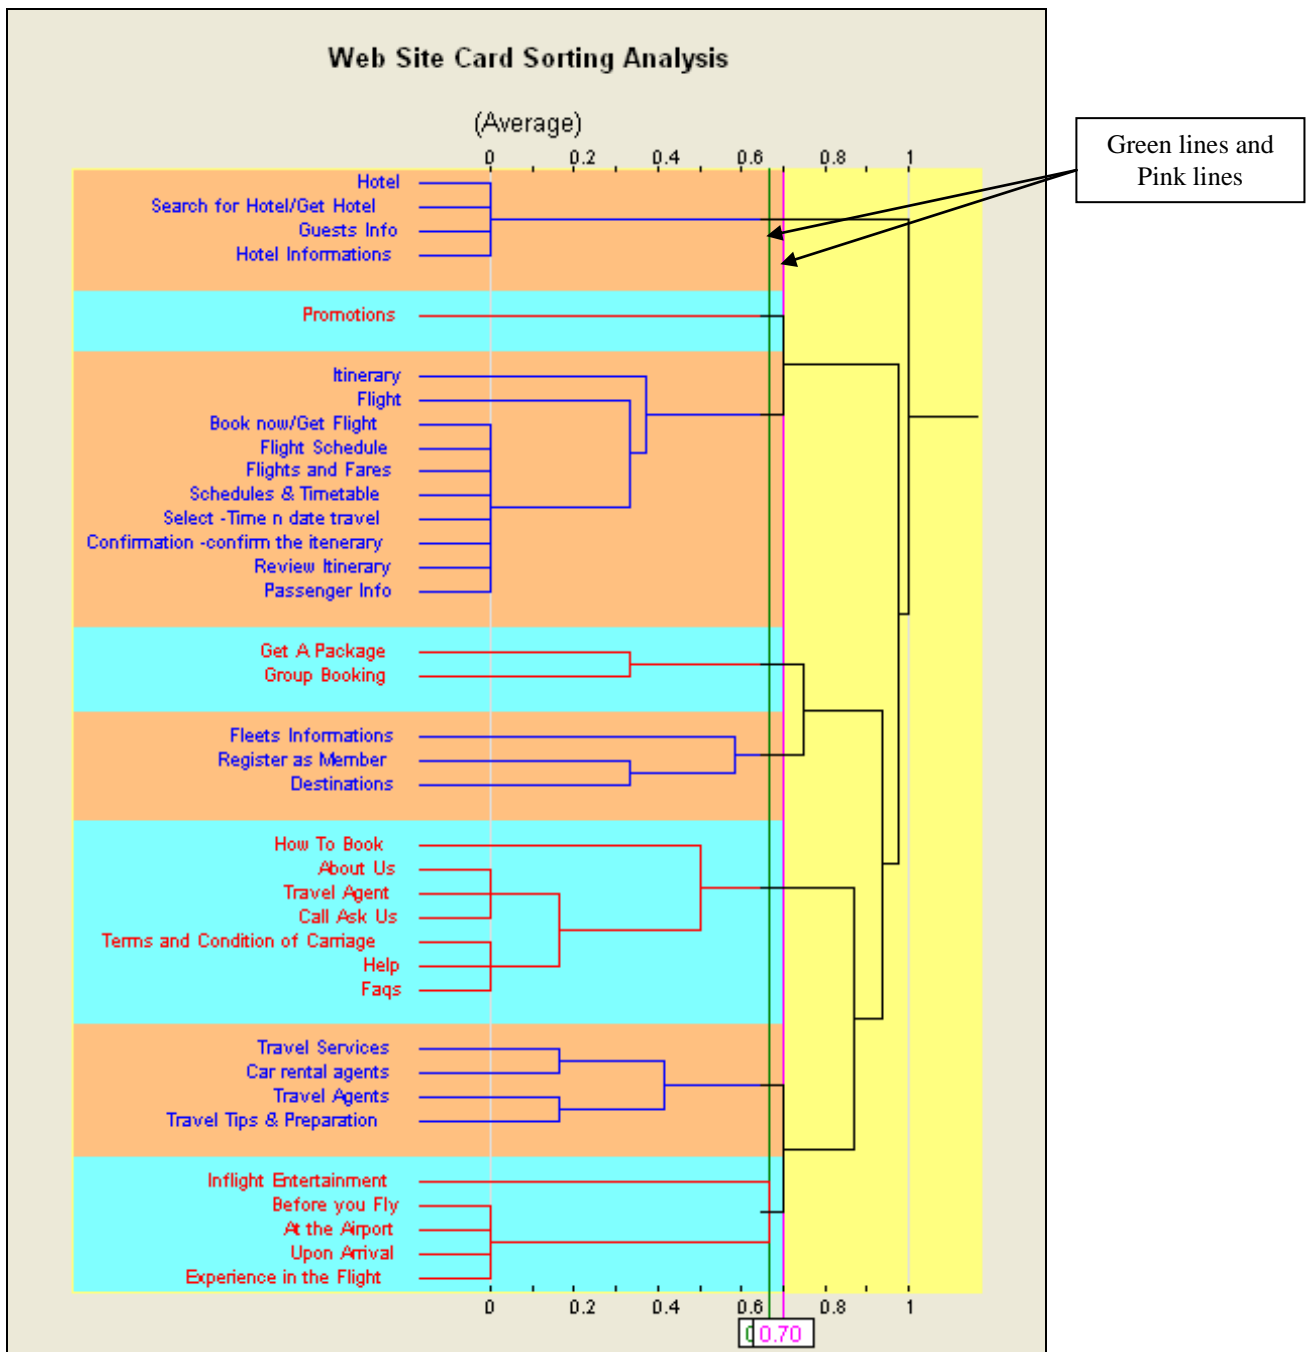 Web Site Card Sorting Analysis
(Average)
0 0.2 0.4 0.6 0.8 1
Green lines and
Pink lines
Hotel
Search for Hotel/Get Hotel
Guests Info
Hotel Informations
Promotions
Itinerary
Flight
Book now/Get Flight
Flight Schedule
Flights and Fares
Schedules & Timetable
Select -Time n date travel
Confirmation -confirm the itenerary
Review Itinerary
Passenger Info
Get A Package
Group Booking
Fleets Informations
Register as Member
Destinations
How To Book
About Us
Travel Agent
Call Ask Us
Terms and Condition of Carriage
Help
Faqs
Travel Services
Car rental agents
Travel Agents
Travel Tips & Preparation
Inflight Entertainment
Before you Fly
At the Airport
Upon Arrival
Experience in the Flight
0 0.2 0.4 0.6 0.8 1
0.70